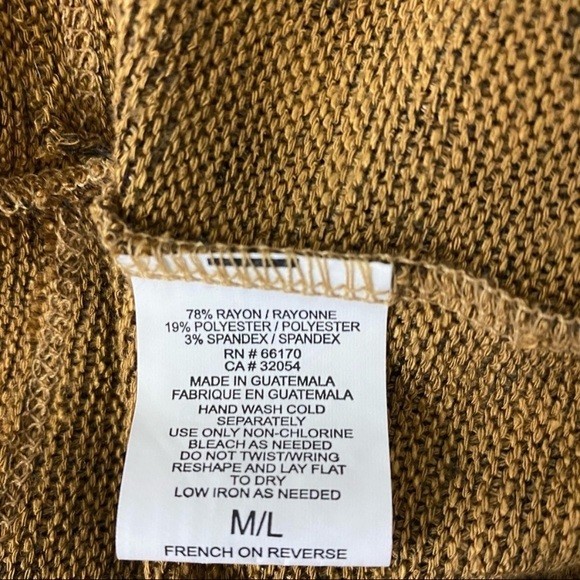 78% RAYON / RAYONNE
19% POLYESTER / POLYESTER
3% SPANDEX / SPANDEX
RN # 66170
CA # 32054
MADE IN GUATEMALA
FABRIQUE EN GUATEMALA
HAND WASH COLD
SEPARATELY
USE ONLY NON-CHLORINE
BLEACH AS NEEDED
DO NOT TWIST/WRING
RESHAPE AND LAY FLAT
TO DRY
LOW IRON AS NEEDED
M/L
FRENCH ON REVERSE